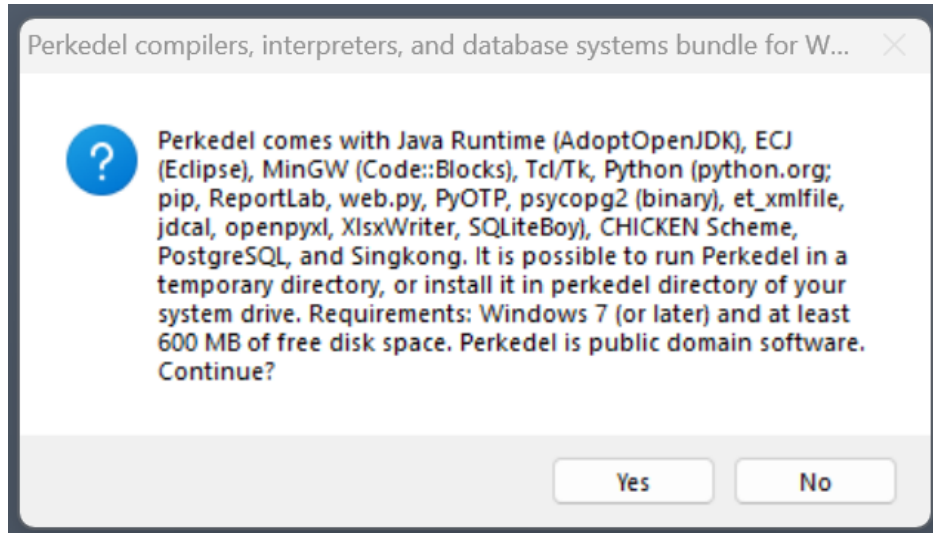 Perkedel compilers, interpreters, and database systems bundle for W...
Perkedel comes with Java Runtime (AdoptOpenJDK), ECJ
(Eclipse), MinGW (Code::Blocks), Tcl/Tk, Python (python.org;
pip, ReportLab, web.py, PyOTP, psycopg2 (binary), et_xmlfile,
jdcal, openpyxl, XlsxWriter, SQLiteBoy), CHICKEN Scheme,
PostgreSQL, and Singkong. It is possible to run Perkedel in a
temporary directory, or install it in perkedel directory of your
system drive. Requirements: Windows 7 (or later) and at least
600 MB of free disk space. Perkedel is public domain software.
Continue?
Yes No